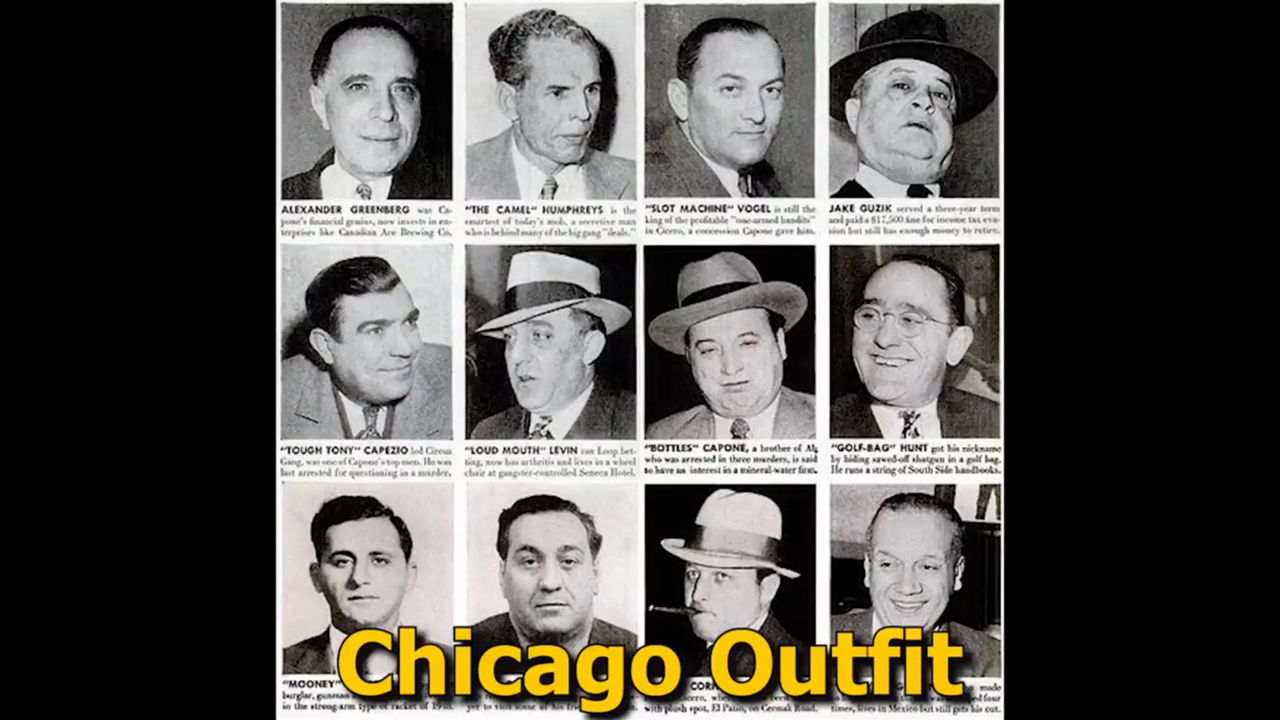 ALEXANDER GREENBERG was Ca-
pone's financial genius, now invests in en-
terprises like Canadian Ace Brewing Co.
"THE CAMEL" HUMPHREYS is the
smartest of today's mob, a secretive man
who is behind many of the big gang "deals."
"SLOT MACHINE" VOGEL is still the
king of the profitable "one-armed bandits"
in Cicero, a concession Capone gave him.
JAKE GUZIK served a three-year term
and paid a $17,500 fine for income tax eva-
sion but still has enough money to retire.
"TOUGH TONY" CAPEZIO led Circus
Gang, was one of Capone's top men. He was
last arrested for questioning in a murder.
"LOUD MOUTH" LEVIN ran Loop bet-
ting, now has arthritis and lives in a wheel
chair at gangster-controlled Seneca Hotel.
"BOTTLES" CAPONE, a brother of Al,
who was arrested in three murders, is said
to have an interest in a mineral-water firm.
"GOLF-BAG" HUNT got his nickname
by hiding sawed-off shotgun in a golf bag.
He runs a string of South Side handbooks.
"MOONEY"
burglar, gunman
in the strong-arm type of racket of 1930.
yer to visit some of his
with plush spot, El Patio, on Cermak Road.
made
four
times, lives in Mexico but still gets his cut.
Chicago Outfit